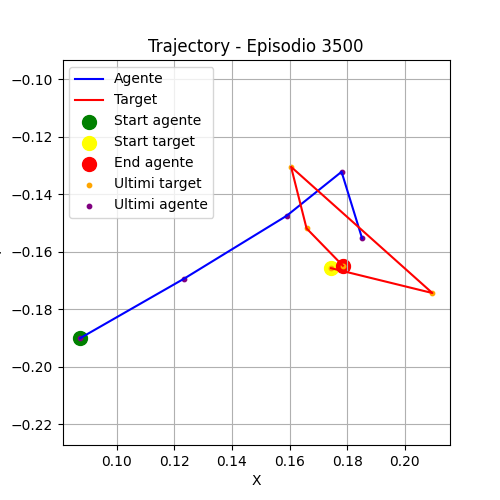 Trajectory - Episodio 3500
Agente
Target
Start agente
Start target
End agente
Ultimi target
Ultimi agente
−0.10
−0.12
−0.14
−0.16
−0.18
−0.20
−0.22
0.10 0.12 0.14 0.16 0.18 0.20
X